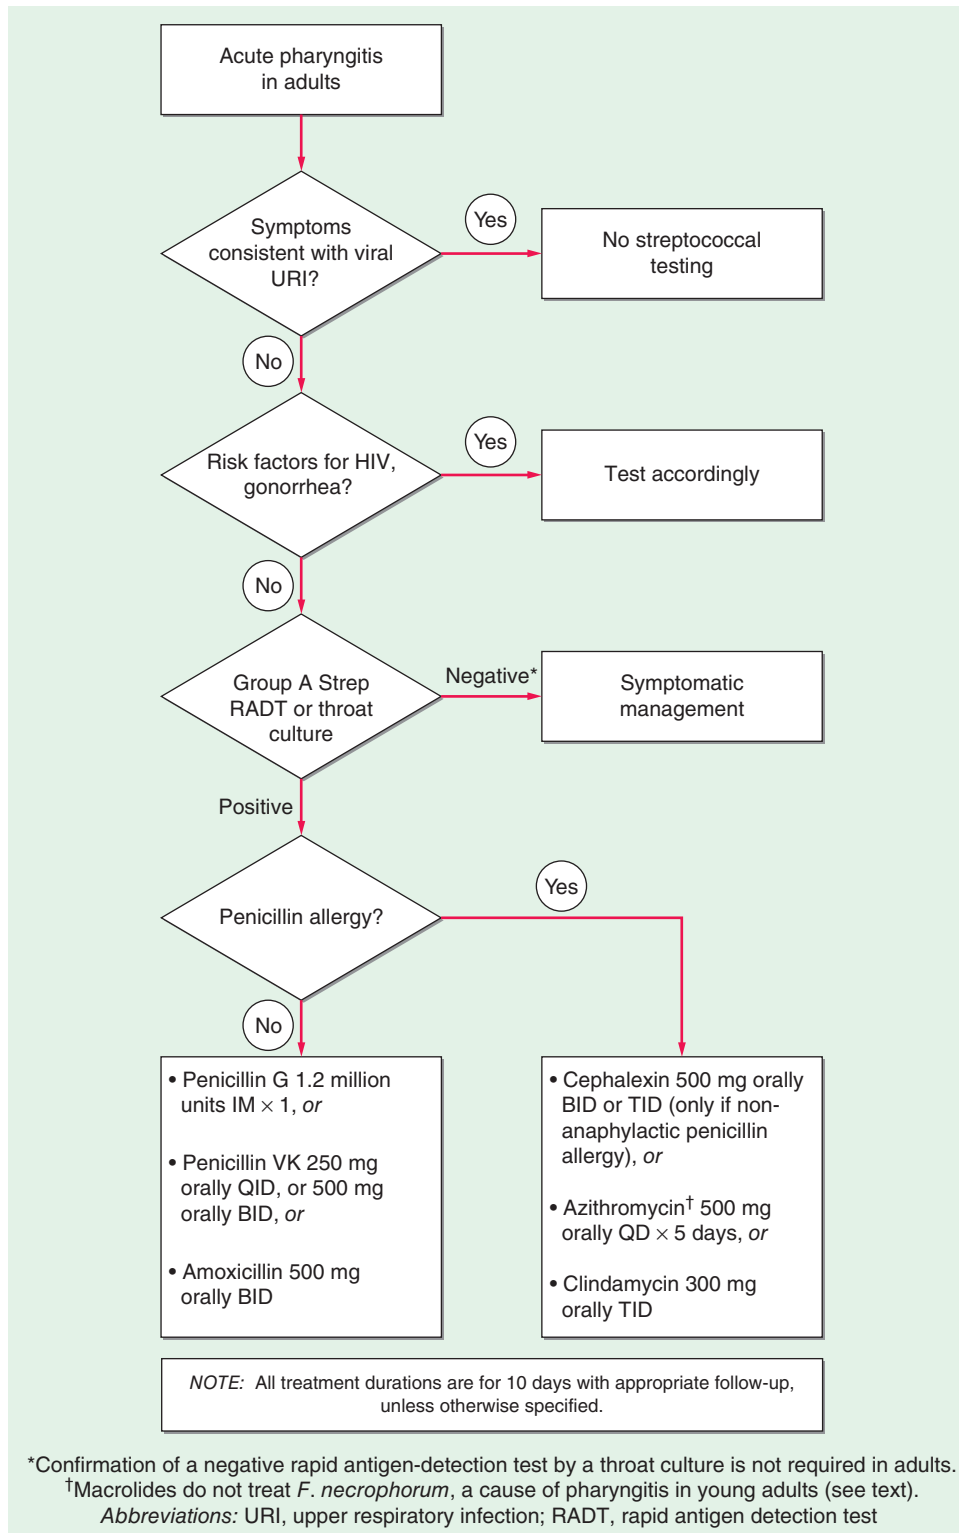 Acute pharyngitis
in adults
Symptoms
consistent with viral
URI?
Yes
No streptococcal
testing
No
Risk factors for HIV,
gonorrhea?
Yes
Test accordingly
No
Group A Strep
RADT or throat
culture
Negative*
Symptomatic
management
Positive
Penicillin allergy?
Yes
No
• Penicillin G 1.2 million
units IM × 1, or
• Penicillin VK 250 mg
orally QID, or 500 mg
orally BID, or
• Amoxicillin 500 mg
orally BID
• Cephalexin 500 mg orally
BID or TID (only if non-
anaphylactic penicillin
allergy), or
• Azithromycin† 500 mg
orally QD × 5 days, or
• Clindamycin 300 mg
orally TID
NOTE: All treatment durations are for 10 days with appropriate follow-up,
unless otherwise specified.
*Confirmation of a negative rapid antigen-detection test by a throat culture is not required in adults.
†Macrolides do not treat F. necrophorum, a cause of pharyngitis in young adults (see text).
Abbreviations: URI, upper respiratory infection; RADT, rapid antigen detection test